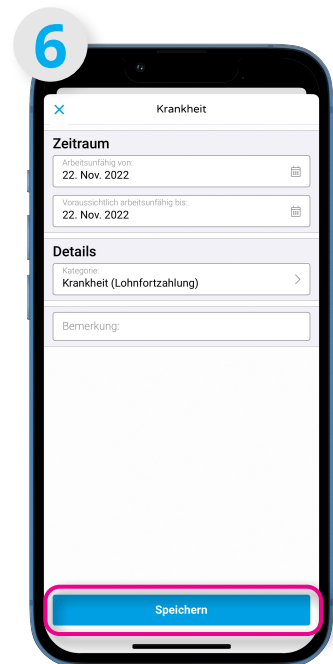 6
Krankheit
Zeitraum
Arbeitsunfähig von:
22. Nov. 2022
Voraussichtlich arbeitsunfähig bis:
22. Nov. 2022
Details
Kategorie:
Krankheit (Lohnfortzahlung)
Bemerkung:
Speichern